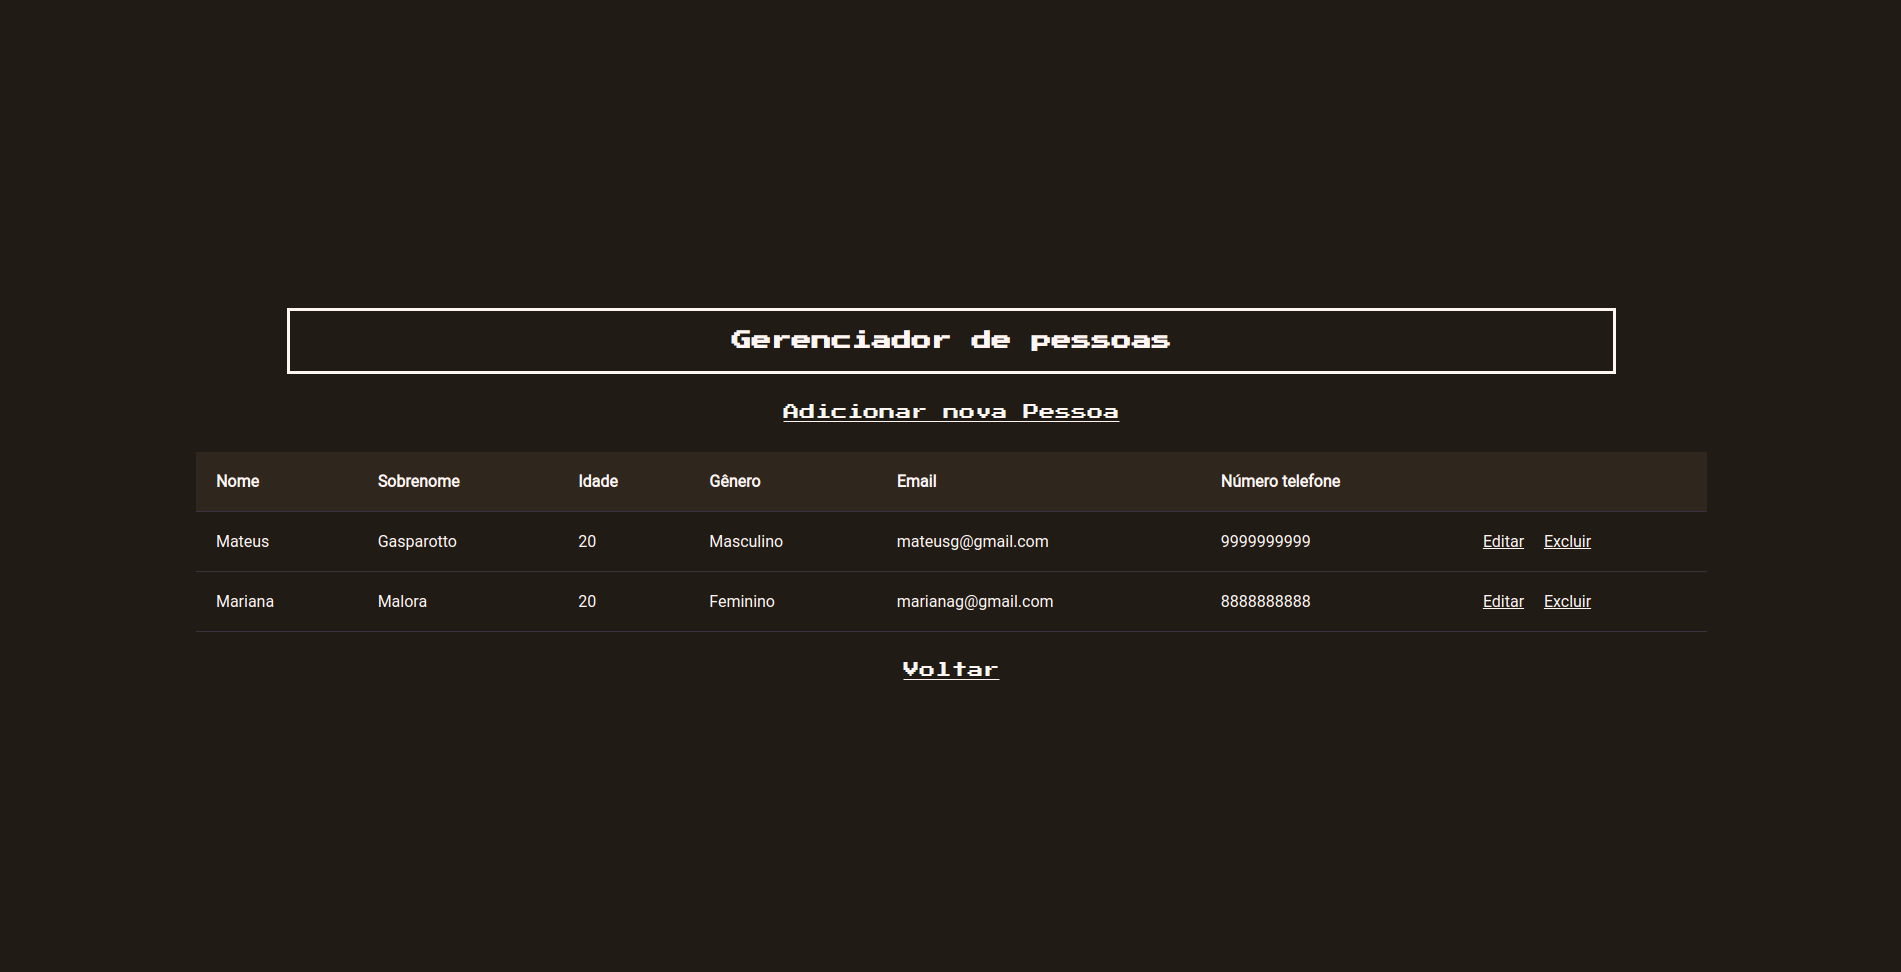 Gerenciador de pessoas
Adicionar nova Pessoa
Nome Sobrenome Idade Gênero Email Número telefone
Mateus Gasparotto 20 Masculino mateusg@gmail.com 9999999999 Editar Excluir
Mariana Malora 20 Feminino marianag@gmail.com 8888888888 Editar Excluir
Voltar